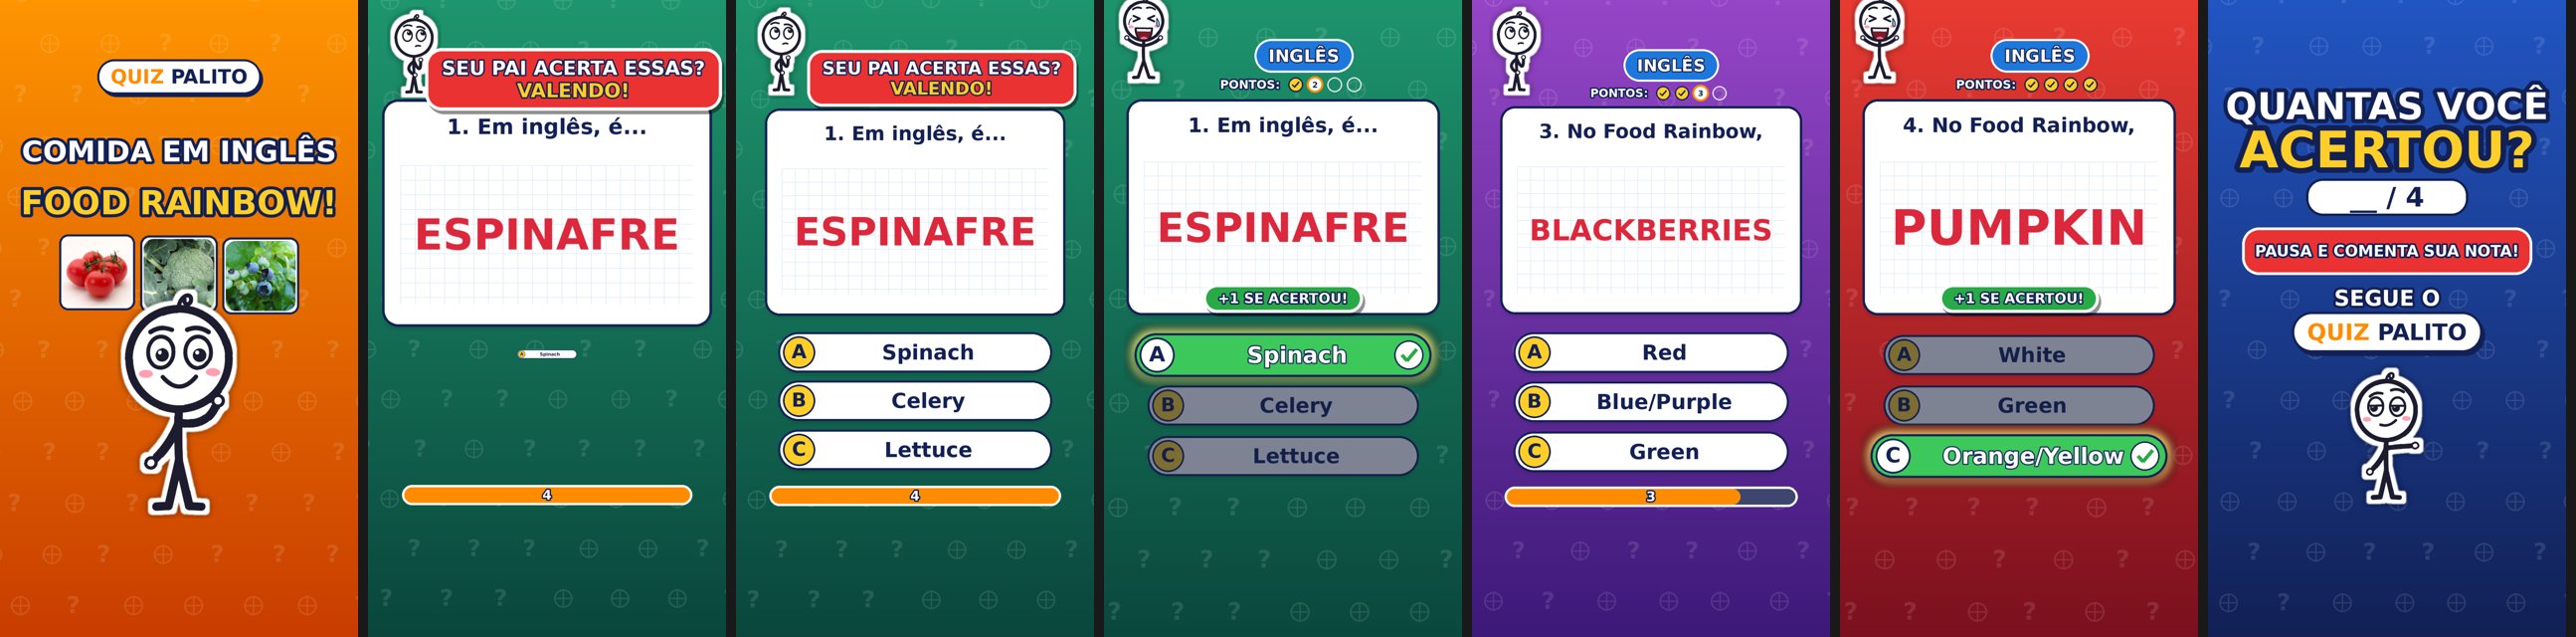 QUIZ PALITO
COMIDA EM INGLÊS
FOOD RAINBOW!
SEU PAI ACERTA ESSAS?
VALENDO!
1. Em inglês, é...
ESPINAFRE
A Spinach
4
SEU PAI ACERTA ESSAS?
VALENDO!
1. Em inglês, é...
ESPINAFRE
A Spinach
B Celery
C Lettuce
4
INGLÊS
PONTOS: 2
1. Em inglês, é...
ESPINAFRE
+1 SE ACERTOU!
A Spinach
B Celery
C Lettuce
INGLÊS
PONTOS: 3
3. No Food Rainbow,
BLACKBERRIES
A Red
B Blue/Purple
C Green
3
INGLÊS
PONTOS:
4. No Food Rainbow,
PUMPKIN
+1 SE ACERTOU!
A White
B Green
C Orange/Yellow
QUANTAS VOCÊ
ACERTOU?
__ / 4
PAUSA E COMENTA SUA NOTA!
SEGUE O
QUIZ PALITO